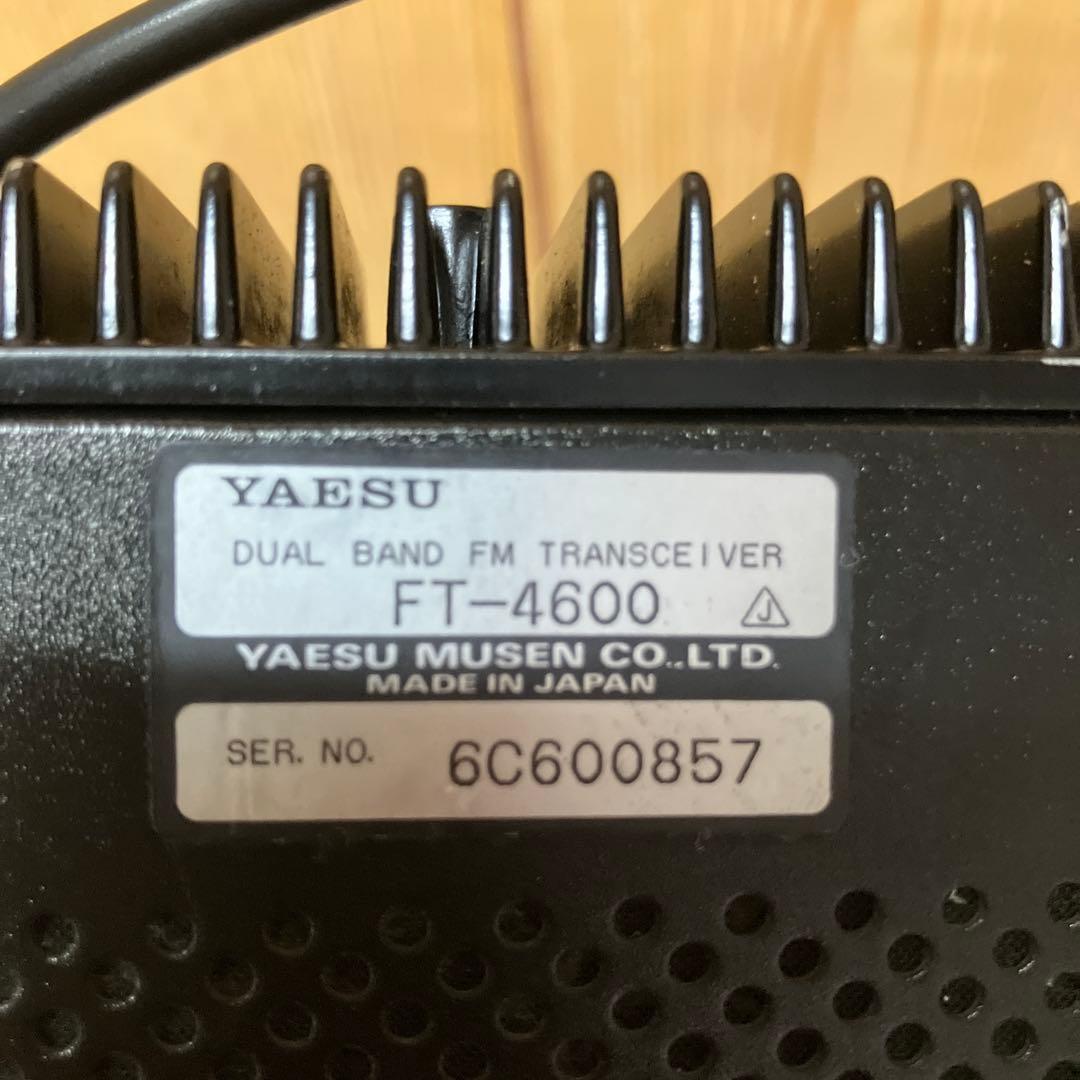 YAESU
DUAL BAND FM TRANSCEIVER
FT-4600 J
YAESU MUSEN CO.,LTD.
MADE IN JAPAN
SER. NO. 6C600857